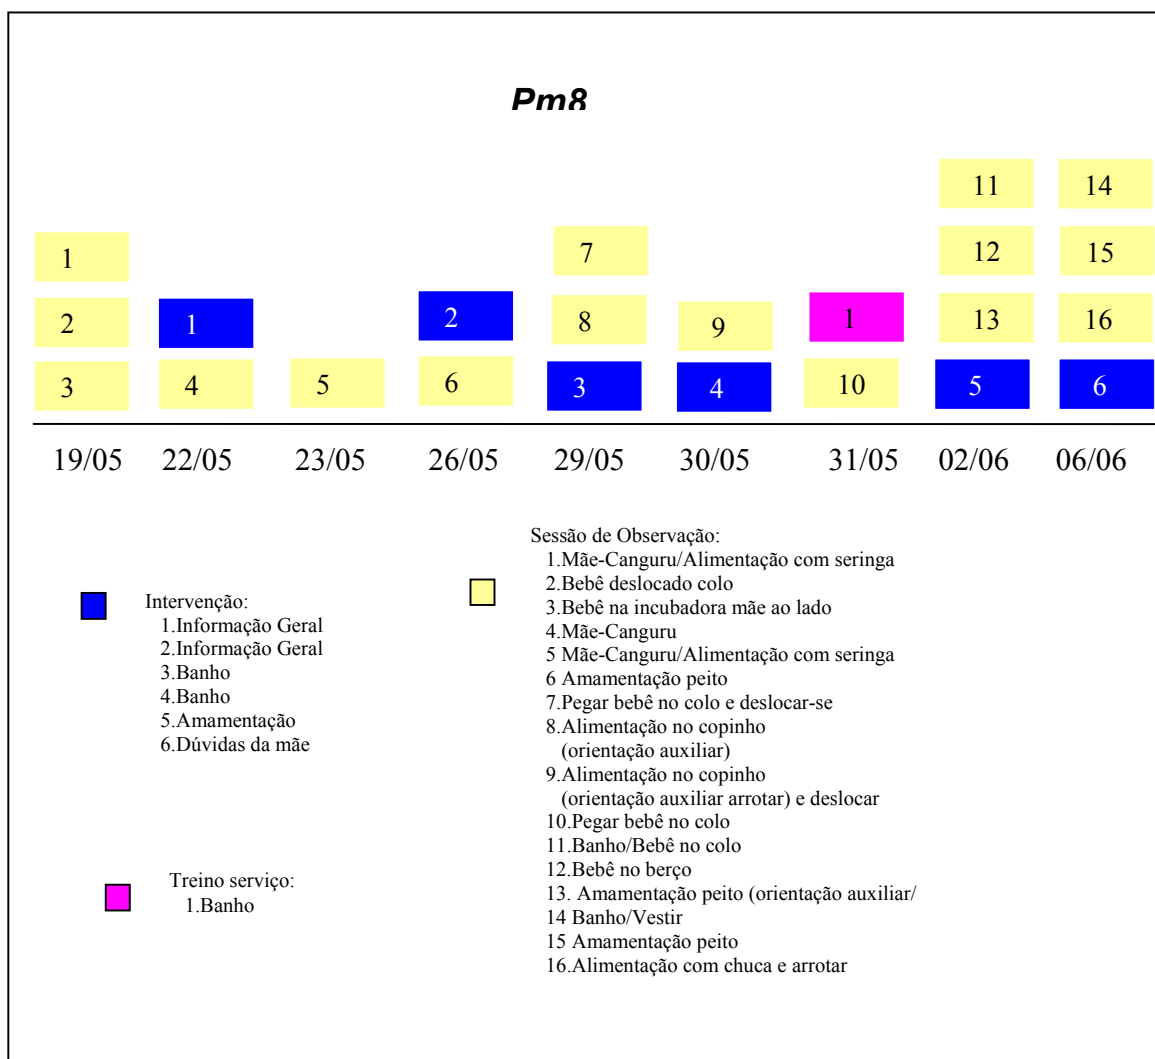 Pm8
11 14
1 7 12 15
2 1 2 8 9 1 13 16
3 4 5 6 3 4 10 5 6
19/05 22/05 23/05 26/05 29/05 30/05 31/05 02/06 06/06
Intervenção:
1.Informação Geral
2.Informação Geral
3.Banho
4.Banho
5.Amamentação
6.Dúvidas da mãe
Treino serviço:
1.Banho
Sessão de Observação:
1.Mãe-Canguru/Alimentação com seringa
2.Bebê deslocado colo
3.Bebê na incubadora mãe ao lado
4.Mãe-Canguru
5 Mãe-Canguru/Alimentação com seringa
6 Amamentação peito
7.Pegar bebê no colo e deslocar-se
8.Alimentação no copinho
(orientação auxiliar)
9.Alimentação no copinho
(orientação auxiliar arrotar) e deslocar
10.Pegar bebê no colo
11.Banho/Bebê no colo
12.Bebê no berço
13. Amamentação peito (orientação auxiliar/
14 Banho/Vestir
15 Amamentação peito
16.Alimentação com chuca e arrotar